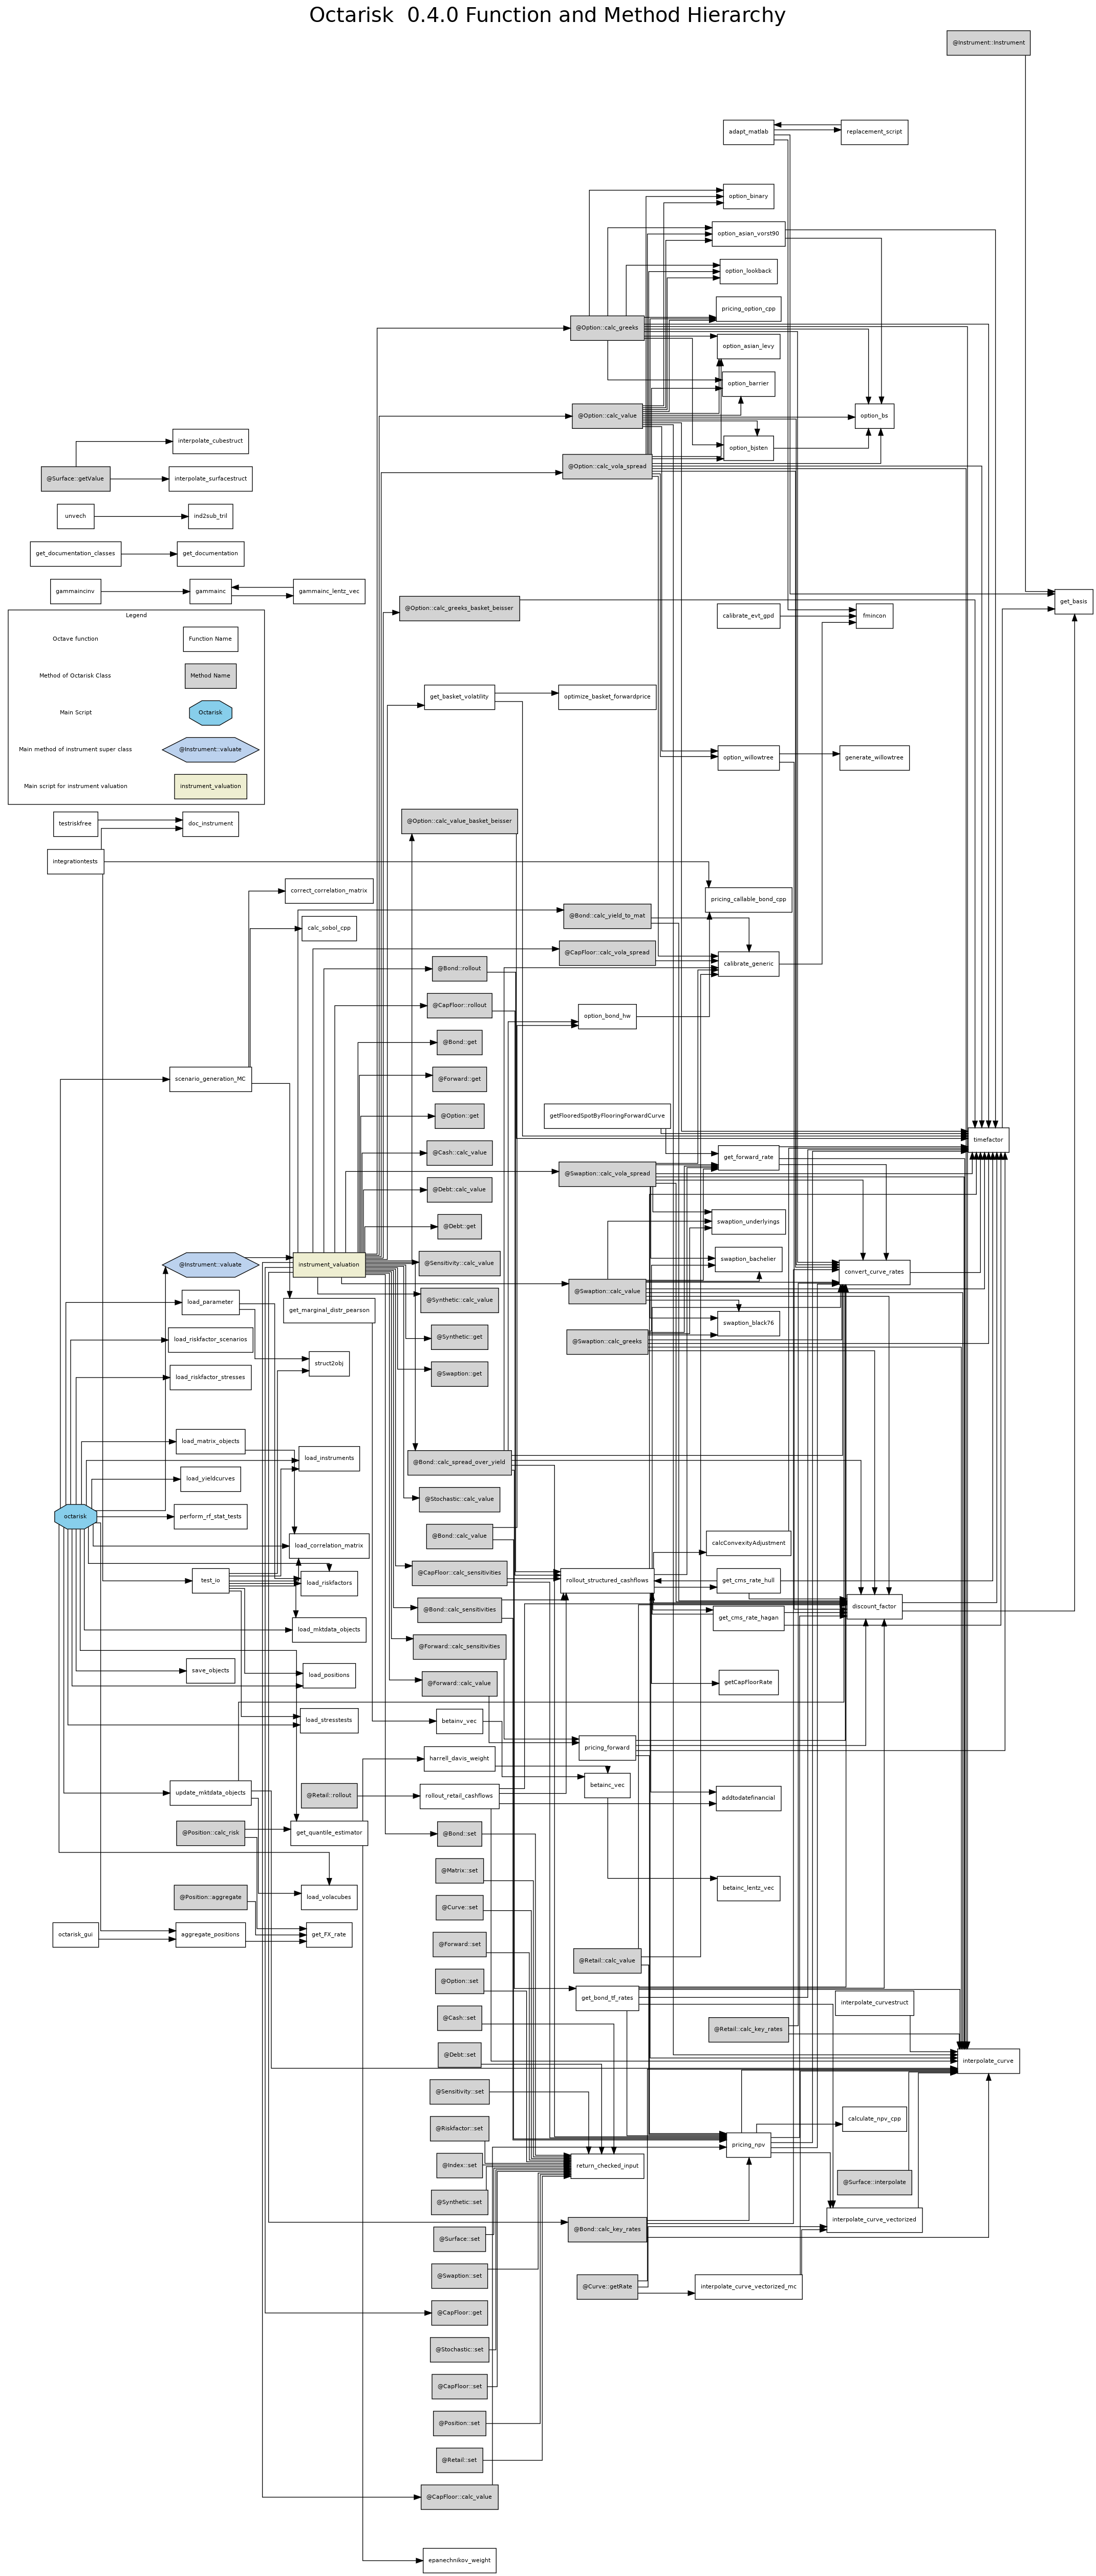 Octarisk  0.4.0 Function and Method Hierarchy
@Instrument::Instrument
adapt_matlab
replacement_script
option_binary
option_asian_vorst90
option_lookback
pricing_option_cpp
@Option::calc_greeks
option_asian_levy
option_barrier
@Option::calc_value
option_bs
interpolate_cubestruct
option_bjsten
@Option::calc_vola_spread
@Surface::getValue
interpolate_surfacestruct
unvech
ind2sub_tril
get_documentation_classes
get_documentation
gammaincinv
gammainc
gammainc_lentz_vec
get_basis
@Option::calc_greeks_basket_beisser
calibrate_evt_gpd
fmincon
Legend
Octave function
Function Name
Method of Octarisk Class
Method Name
Main Script
Octarisk
Main method of instrument super class
@Instrument::valuate
Main script for instrument valuation
instrument_valuation
get_basket_volatility
optimize_basket_forwardprice
option_willowtree
generate_willowtree
testriskfree
doc_instrument
@Option::calc_value_basket_beisser
integrationtests
correct_correlation_matrix
pricing_callable_bond_cpp
calc_sobol_cpp
@Bond::calc_yield_to_mat
@CapFloor::calc_vola_spread
calibrate_generic
@Bond::rollout
@CapFloor::rollout
option_bond_hw
@Bond::get
scenario_generation_MC
@Forward::get
@Option::get
getFlooredSpotByFlooringForwardCurve
timefactor
@Cash::calc_value
get_forward_rate
@Swaption::calc_vola_spread
@Debt::calc_value
@Debt::get
swaption_underlyings
@Instrument::valuate
instrument_valuation
@Sensitivity::calc_value
swaption_bachelier
convert_curve_rates
load_parameter
get_marginal_distr_pearson
@Synthetic::calc_value
@Swaption::calc_value
swaption_black76
load_riskfactor_scenarios
@Synthetic::get
@Swaption::calc_greeks
struct2obj
load_riskfactor_stresses
@Swaption::get
load_matrix_objects
load_instruments
@Bond::calc_spread_over_yield
load_yieldcurves
@Stochastic::calc_value
octarisk
perform_rf_stat_tests
@Bond::calc_value
load_correlation_matrix
calcConvexityAdjustment
test_io
load_riskfactors
@CapFloor::calc_sensitivities
rollout_structured_cashflows
get_cms_rate_hull
@Bond::calc_sensitivities
discount_factor
get_cms_rate_hagan
load_mktdata_objects
@Forward::calc_sensitivities
save_objects
load_positions
@Forward::calc_value
getCapFloorRate
load_stresstests
betainv_vec
pricing_forward
harrell_davis_weight
betainc_vec
update_mktdata_objects
@Retail::rollout
rollout_retail_cashflows
addtodatefinancial
@Position::calc_risk
get_quantile_estimator
@Bond::set
@Matrix::set
betainc_lentz_vec
@Position::aggregate
load_volacubes
@Curve::set
octarisk_gui
aggregate_positions
get_FX_rate
@Forward::set
@Retail::calc_value
@Option::set
get_bond_tf_rates
interpolate_curvestruct
@Cash::set
@Retail::calc_key_rates
@Debt::set
interpolate_curve
@Sensitivity::set
calculate_npv_cpp
@Riskfactor::set
pricing_npv
@Index::set
return_checked_input
@Surface::interpolate
@Synthetic::set
interpolate_curve_vectorized
@Bond::calc_key_rates
@Surface::set
@Swaption::set
@Curve::getRate
interpolate_curve_vectorized_mc
@CapFloor::get
@Stochastic::set
@CapFloor::set
@Position::set
@Retail::set
@CapFloor::calc_value
epanechnikov_weight